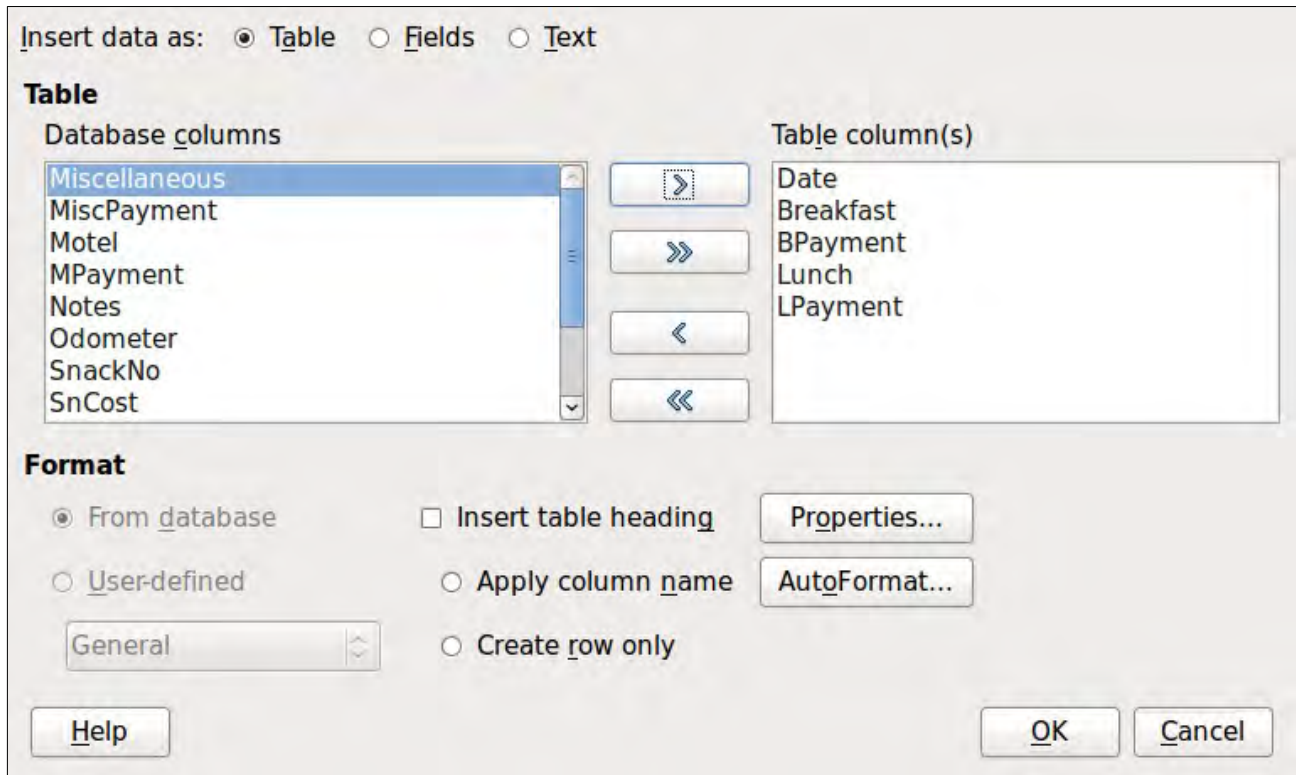 Insert data as: Table Fields Text
Table
Database columns
Miscellaneous
MiscPayment
Motel
MPayment
Notes
Odometer
SnackNo
SnCost
>
>>
<
<<
Table column(s)
Date
Breakfast
BPayment
Lunch
LPayment
Format
From database
User-defined
General
Insert table heading
Apply column name
Create row only
Properties...
AutoFormat...
Help
OK
Cancel